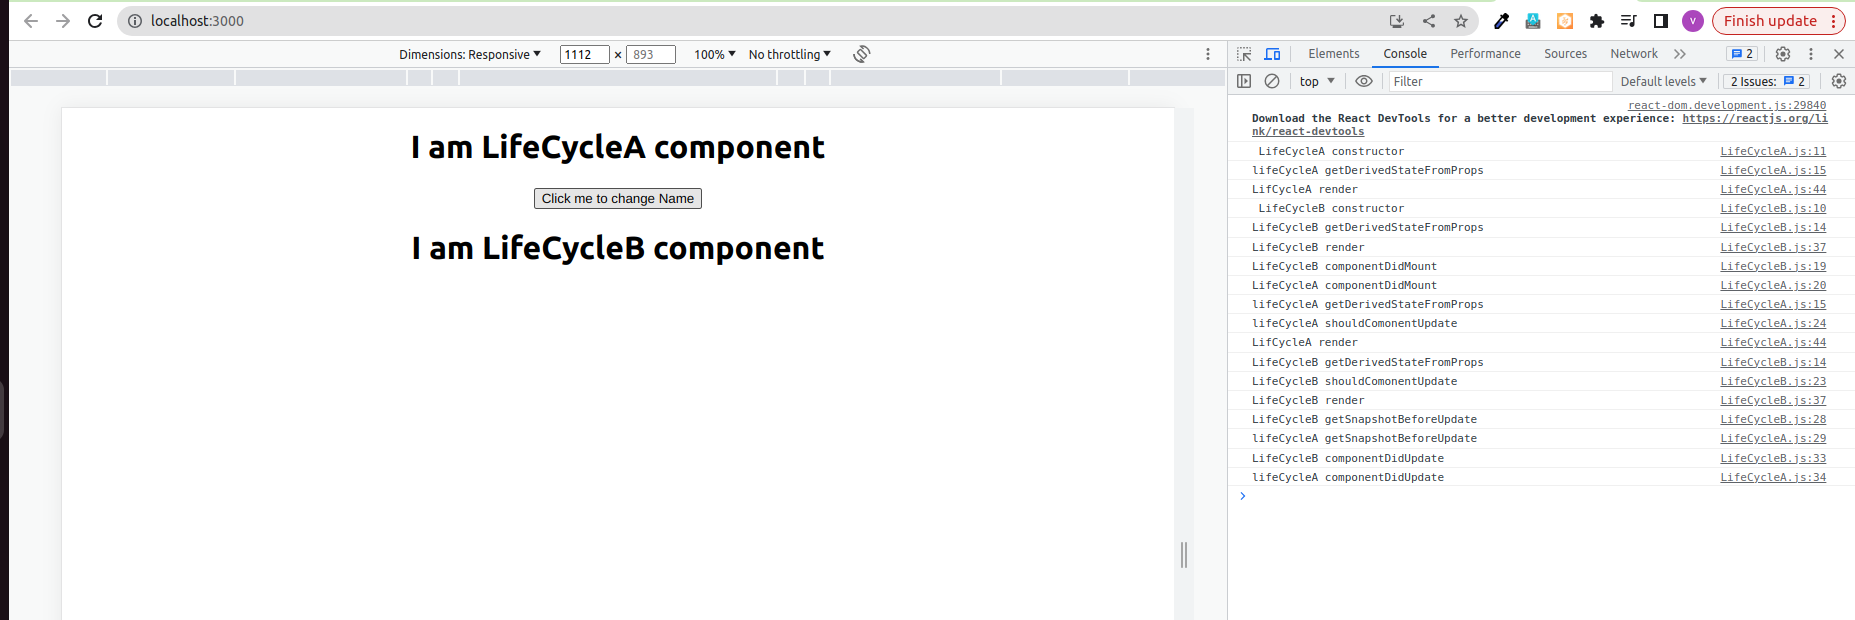 localhost:3000
Finish update
Dimensions: Responsive 1112 × 893 100% No throttling
Elements Console Performance Sources Network 2
top Filter Default levels 2 Issues: 2
I am LifeCycleA component
Click me to change Name
I am LifeCycleB component
react-dom.development.js:29840
Download the React DevTools for a better development experience: https://reactjs.org/li
nk/react-devtools
LifeCycleA constructor LifeCycleA.js:11
lifeCycleA getDerivedStateFromProps LifeCycleA.js:15
LifCycleA render LifeCycleA.js:44
LifeCycleB constructor LifeCycleB.js:10
LifeCycleB getDerivedStateFromProps LifeCycleB.js:14
LifeCycleB render LifeCycleB.js:37
LifeCycleB componentDidMount LifeCycleB.js:19
LifeCycleA componentDidMount LifeCycleA.js:20
lifeCycleA getDerivedStateFromProps LifeCycleA.js:15
lifeCycleA shouldComonentUpdate LifeCycleA.js:24
LifCycleA render LifeCycleA.js:44
LifeCycleB getDerivedStateFromProps LifeCycleB.js:14
LifeCycleB shouldComonentUpdate LifeCycleB.js:23
LifeCycleB render LifeCycleB.js:37
LifeCycleB getSnapshotBeforeUpdate LifeCycleB.js:28
lifeCycleA getSnapshotBeforeUpdate LifeCycleA.js:29
LifeCycleB componentDidUpdate LifeCycleB.js:33
lifeCycleA componentDidUpdate LifeCycleA.js:34